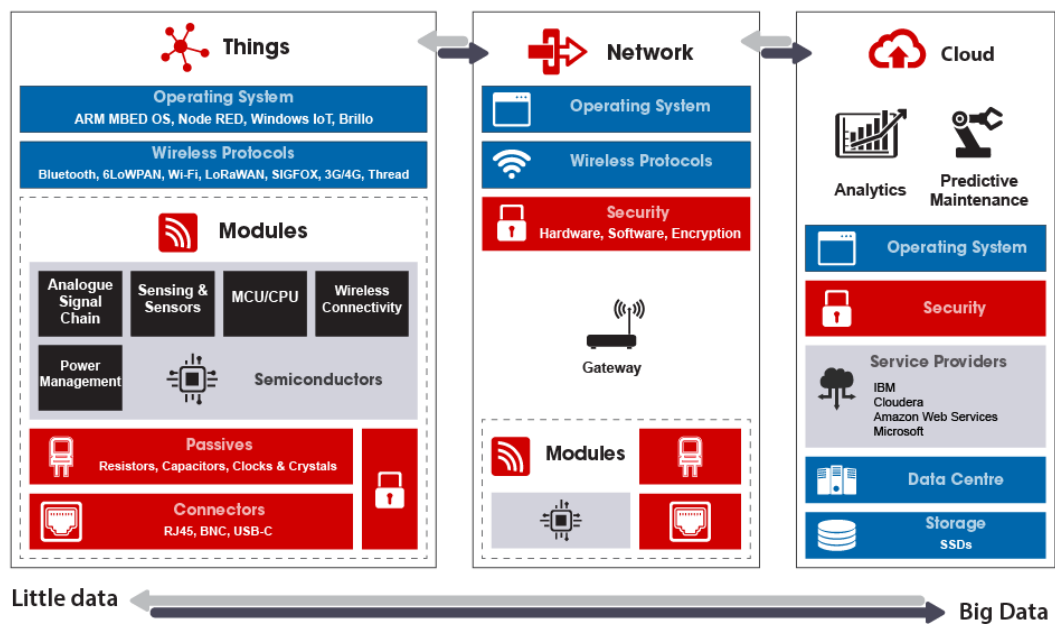 Things
Operating System
ARM MBED OS, Node RED, Windows IoT, Brillo
Wireless Protocols
Bluetooth, 6LoWPAN, Wi-Fi, LoRaWAN, SIGFOX, 3G/4G, Thread
Modules
Analogue
Signal
Chain
Sensing &
Sensors
MCU/CPU
Wireless
Connectivity
Power
Management
Semiconductors
Passives
Resistors, Capacitors, Clocks & Crystals
Connectors
RJ45, BNC, USB-C
Network
Operating System
Wireless Protocols
Security
Hardware, Software, Encryption
Gateway
Modules
Cloud
Analytics
Predictive
Maintenance
Operating System
Security
Service Providers
IBM
Cloudera
Amazon Web Services
Microsoft
Data Centre
Storage
SSDs
Little data
Big Data